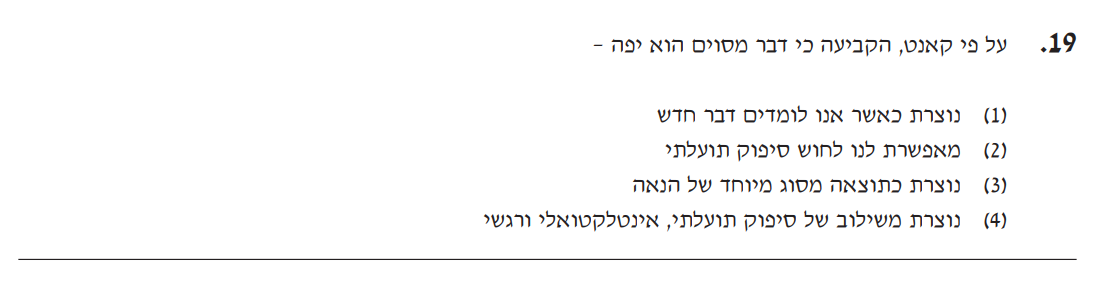 19. על פי קאנט, הקביעה כי דבר מסוים הוא יפה –
(1) נוצרת כאשר אנו לומדים דבר חדש
(2) מאפשרת לנו לחוש סיפוק תועלתי
(3) נוצרת כתוצאה מסוג מיוחד של הנאה
(4) נוצרת משילוב של סיפוק תועלתי, אינטלקטואלי ורגשי